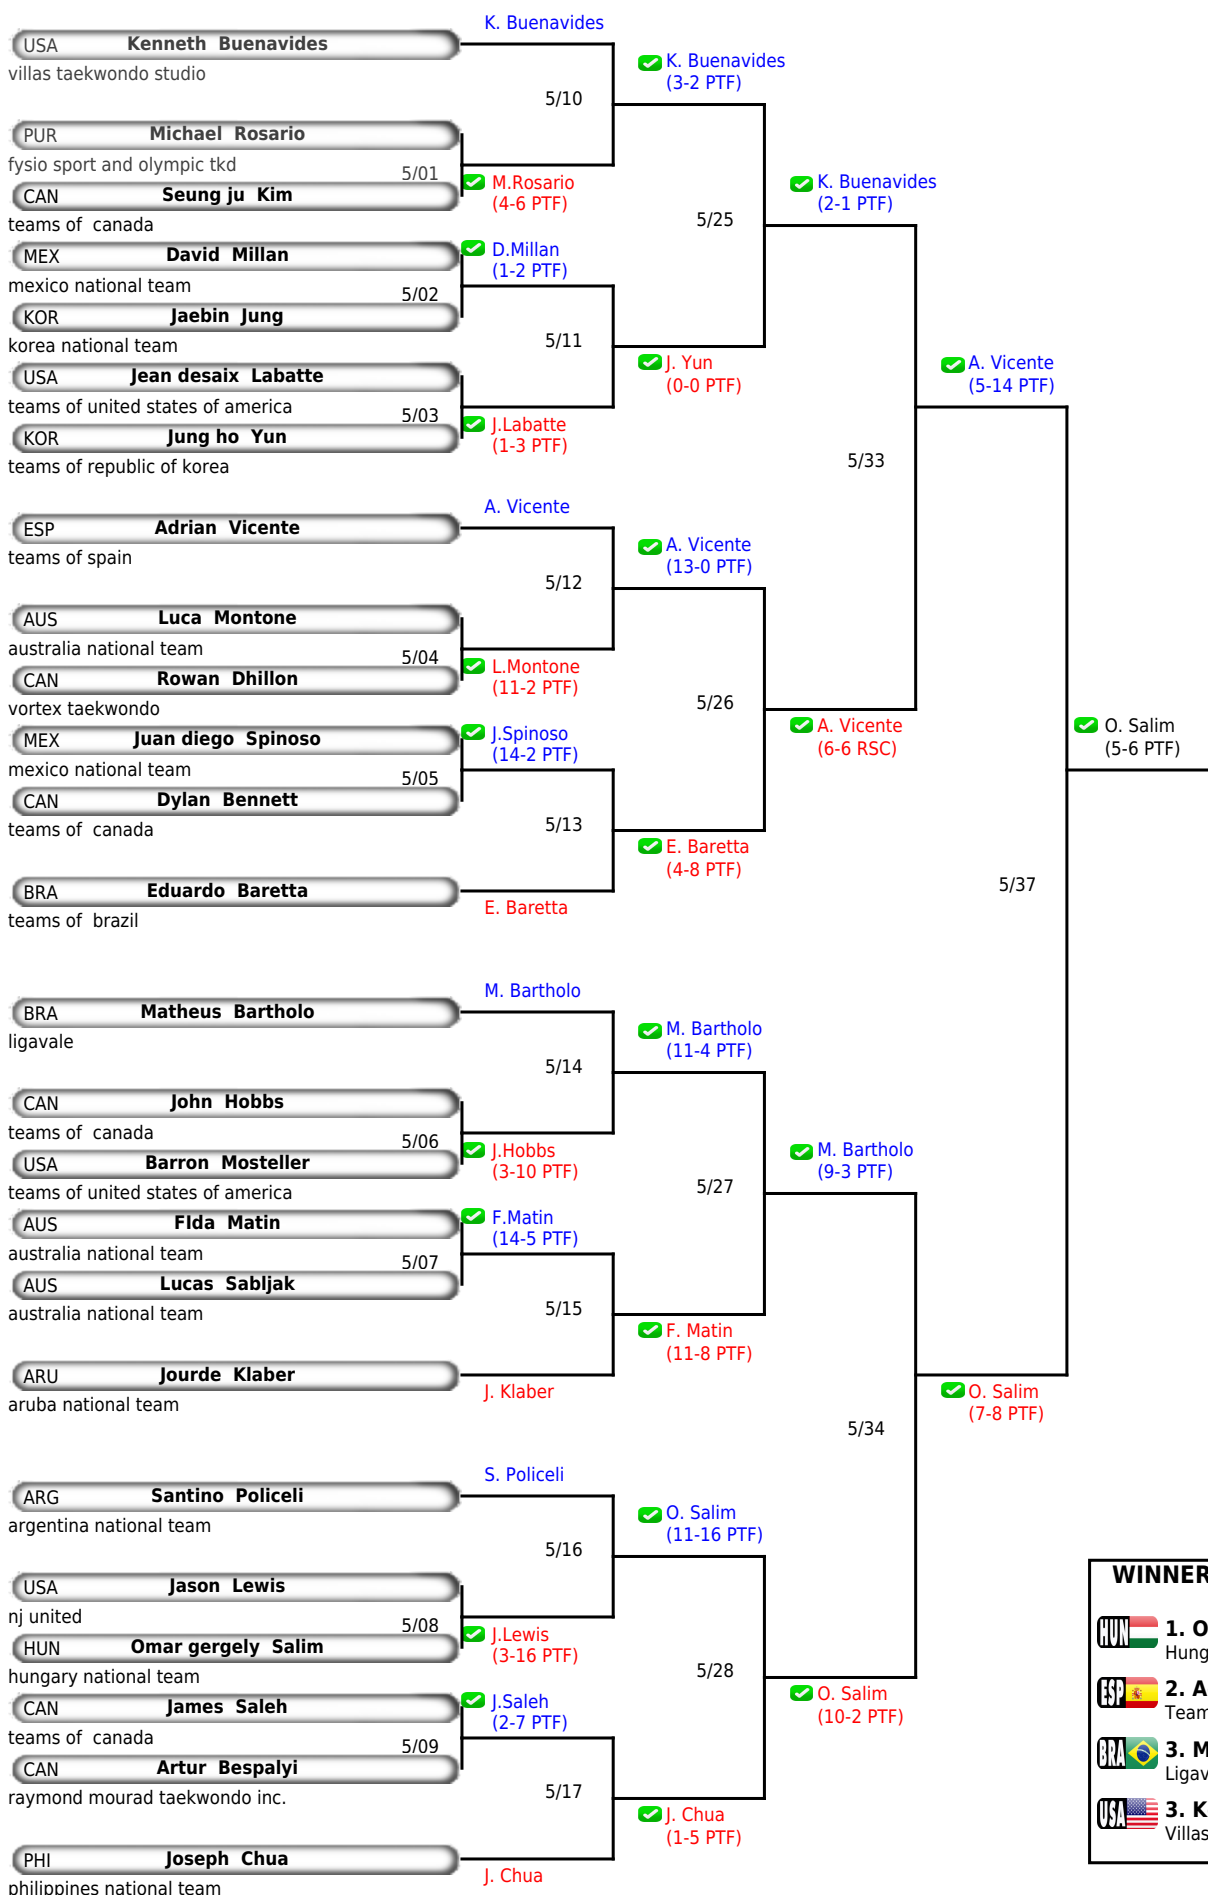 K. Buenavides
USA Kenneth Buenavides
villas taekwondo studio
K. Buenavides
(3-2 PTF)
5/10
PUR Michael Rosario
fysio sport and olympic tkd
5/01
M.Rosario
(4-6 PTF)
CAN Seung ju Kim
teams of canada
K. Buenavides
(2-1 PTF)
5/25
MEX David Millan
mexico national team
D.Millan
(1-2 PTF)
5/02
KOR Jaebin Jung
korea national team
5/11
J. Yun
(0-0 PTF)
USA Jean desaix Labatte
teams of united states of america
5/03
J.Labatte
(1-3 PTF)
KOR Jung ho Yun
teams of republic of korea
A. Vicente
(5-14 PTF)
5/33
A. Vicente
ESP Adrian Vicente
teams of spain
A. Vicente
(13-0 PTF)
5/12
AUS Luca Montone
australia national team
5/04
L.Montone
(11-2 PTF)
CAN Rowan Dhillon
vortex taekwondo
5/26
A. Vicente
(6-6 RSC)
MEX Juan diego Spinoso
mexico national team
J.Spinoso
(14-2 PTF)
5/05
CAN Dylan Bennett
teams of canada
5/13
E. Baretta
(4-8 PTF)
O. Salim
(5-6 PTF)
BRA Eduardo Baretta
teams of brazil
E. Baretta
5/37
M. Bartholo
BRA Matheus Bartholo
ligavale
M. Bartholo
(11-4 PTF)
5/14
CAN John Hobbs
teams of canada
5/06
J.Hobbs
(3-10 PTF)
USA Barron Mosteller
teams of united states of america
M. Bartholo
(9-3 PTF)
5/27
AUS FIda Matin
australia national team
F.Matin
(14-5 PTF)
5/07
AUS Lucas Sabljak
australia national team
5/15
F. Matin
(11-8 PTF)
ARU Jourde Klaber
aruba national team
J. Klaber
O. Salim
(7-8 PTF)
5/34
S. Policeli
ARG Santino Policeli
argentina national team
O. Salim
(11-16 PTF)
5/16
USA Jason Lewis
nj united
5/08
J.Lewis
(3-16 PTF)
HUN Omar gergely Salim
hungary national team
5/28
O. Salim
(10-2 PTF)
CAN James Saleh
teams of canada
J.Saleh
(2-7 PTF)
5/09
CAN Artur Bespalyi
raymond mourad taekwondo inc.
5/17
J. Chua
(1-5 PTF)
PHI Joseph Chua
philippines national team
J. Chua
WINNER
HUN 1. O
Hung
ESP 2. A
Team
BRA 3. M
Ligav
USA 3. K
Villas